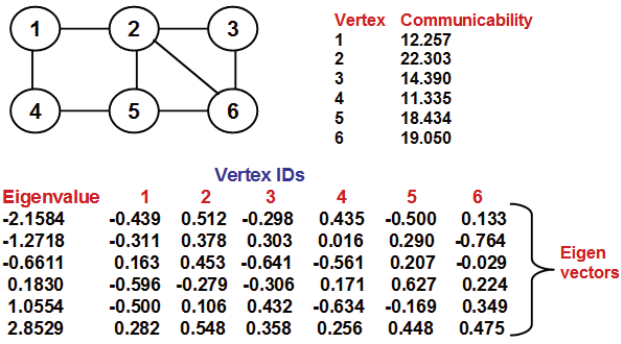 1 2 3
4 5 6
Vertex Communicability
1 12.257
2 22.303
3 14.390
4 11.335
5 18.434
6 19.050
Vertex IDs
Eigenvalue 1 2 3 4 5 6
-2.1584 -0.439 0.512 -0.298 0.435 -0.500 0.133
-1.2718 -0.311 0.378 0.303 0.016 0.290 -0.764
-0.6611 0.163 0.453 -0.641 -0.561 0.207 -0.029
0.1830 -0.596 -0.279 -0.306 0.171 0.627 0.224
1.0554 -0.500 0.106 0.432 -0.634 -0.169 0.349
2.8529 0.282 0.548 0.358 0.256 0.448 0.475
Eigen
vectors